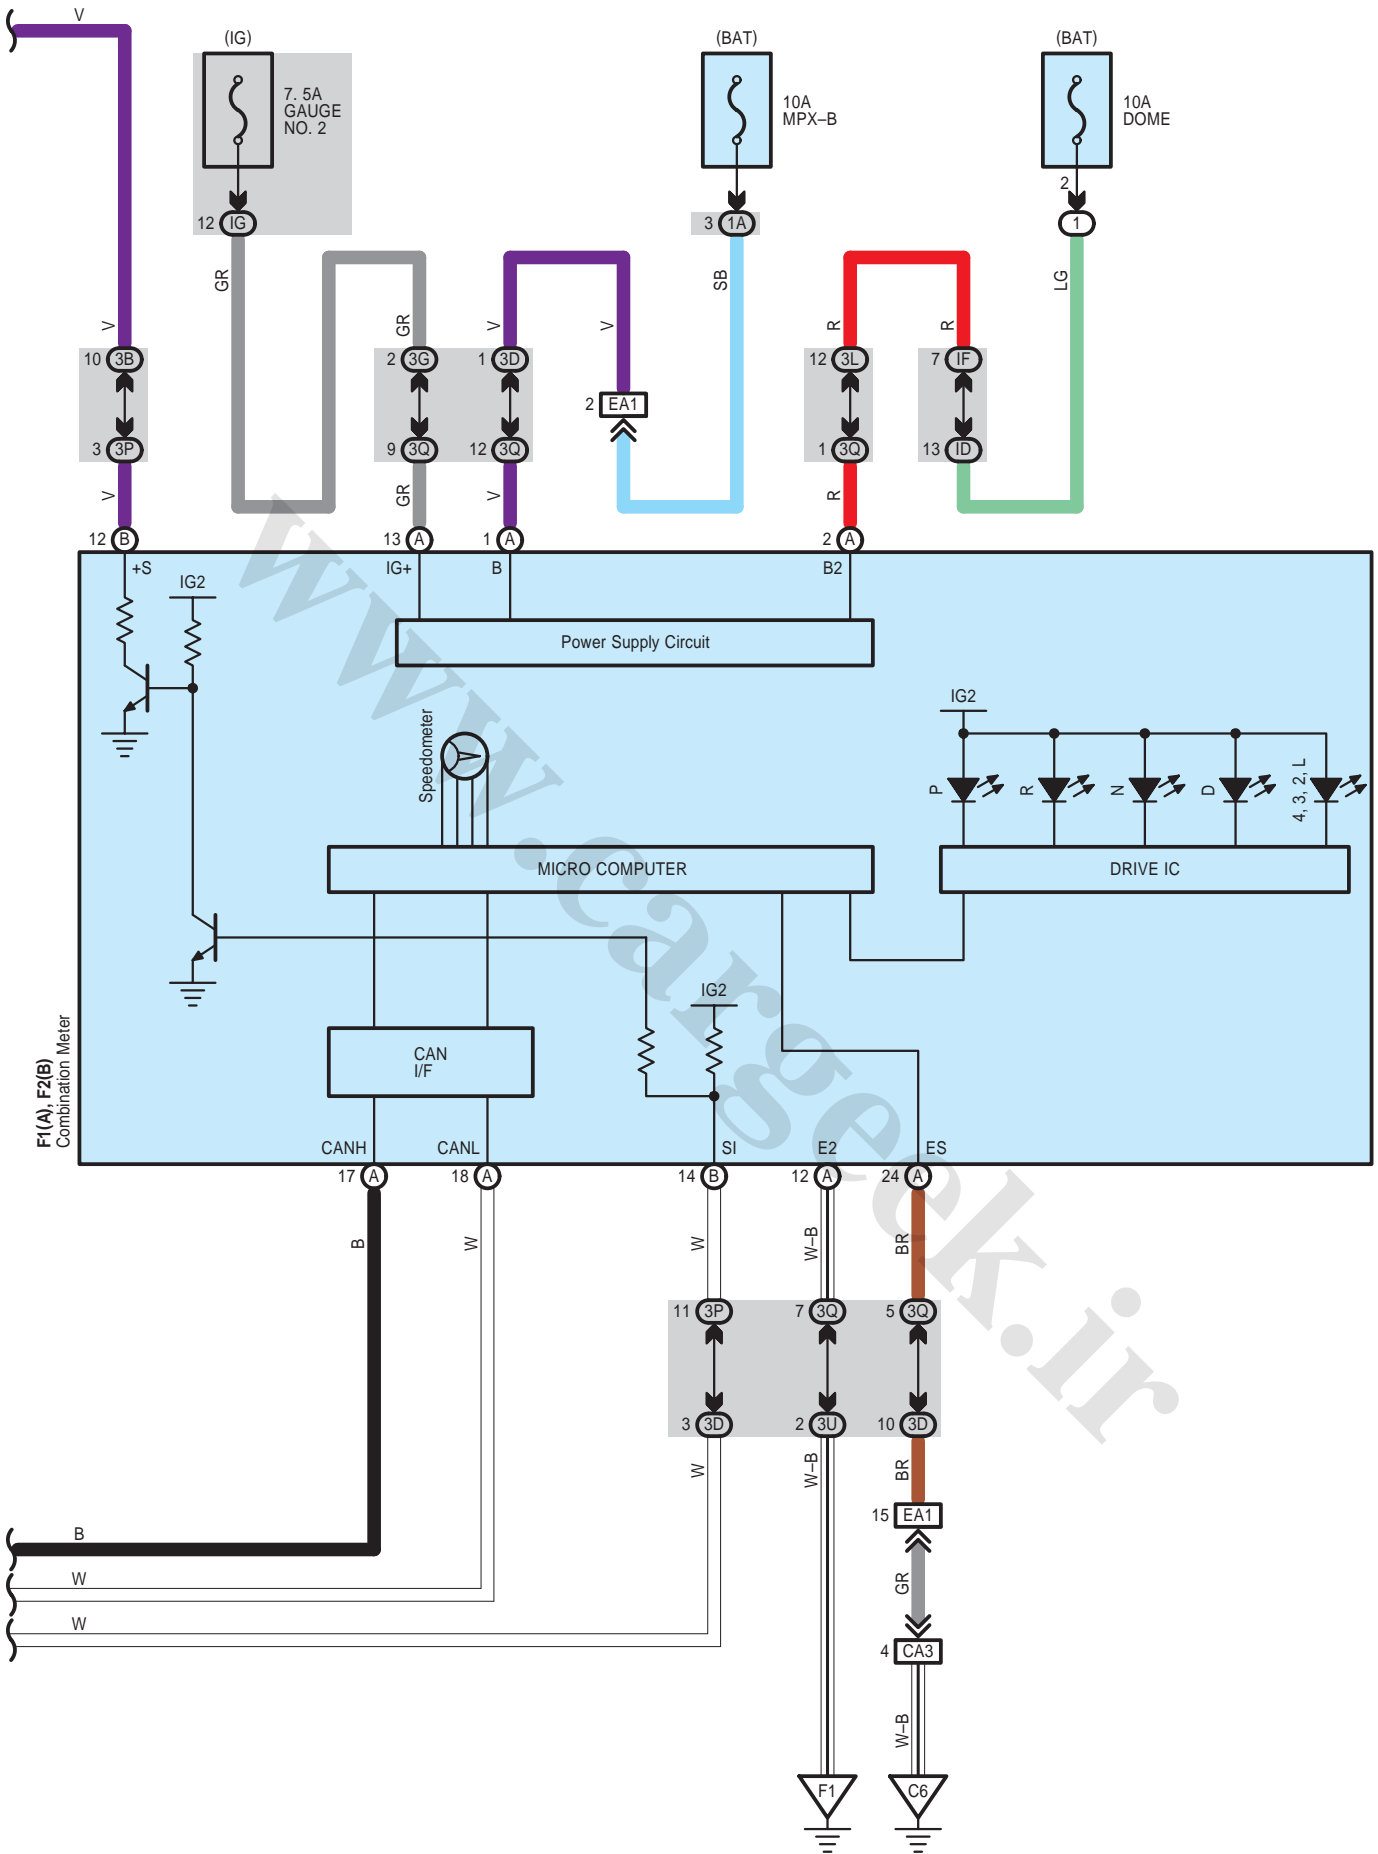 V
(IG)
(BAT)
(BAT)
7. 5A
GAUGE
NO. 2
10A
MPX–B
10A
DOME
2
12 IG
3 1A
1
GR
SB
LG
V
GR
V
V
R
R
10 3B
2 3G
1 3D
12 3L
7 IF
2 EA1
3 3P
9 3Q
12 3Q
1 3Q
13 ID
V
GR
V
R
12 B
13 A
1 A
2 A
+S
IG+
B
B2
IG2
Power Supply Circuit
IG2
Speedometer
P
R
N
D
4, 3, 2, L
MICRO COMPUTER
DRIVE IC
IG2
CAN
I/F
F1(A), F2(B)
Combination Meter
CANH
CANL
SI
E2
ES
17 A
18 A
14 B
12 A
24 A
B
W
W
W–B
BR
11 3P
7 3Q
5 3Q
3 3D
2 3U
10 3D
W
W–B
BR
15 EA1
B
W
GR
W
4 CA3
W–B
F1
C6
www.cargeek.ir